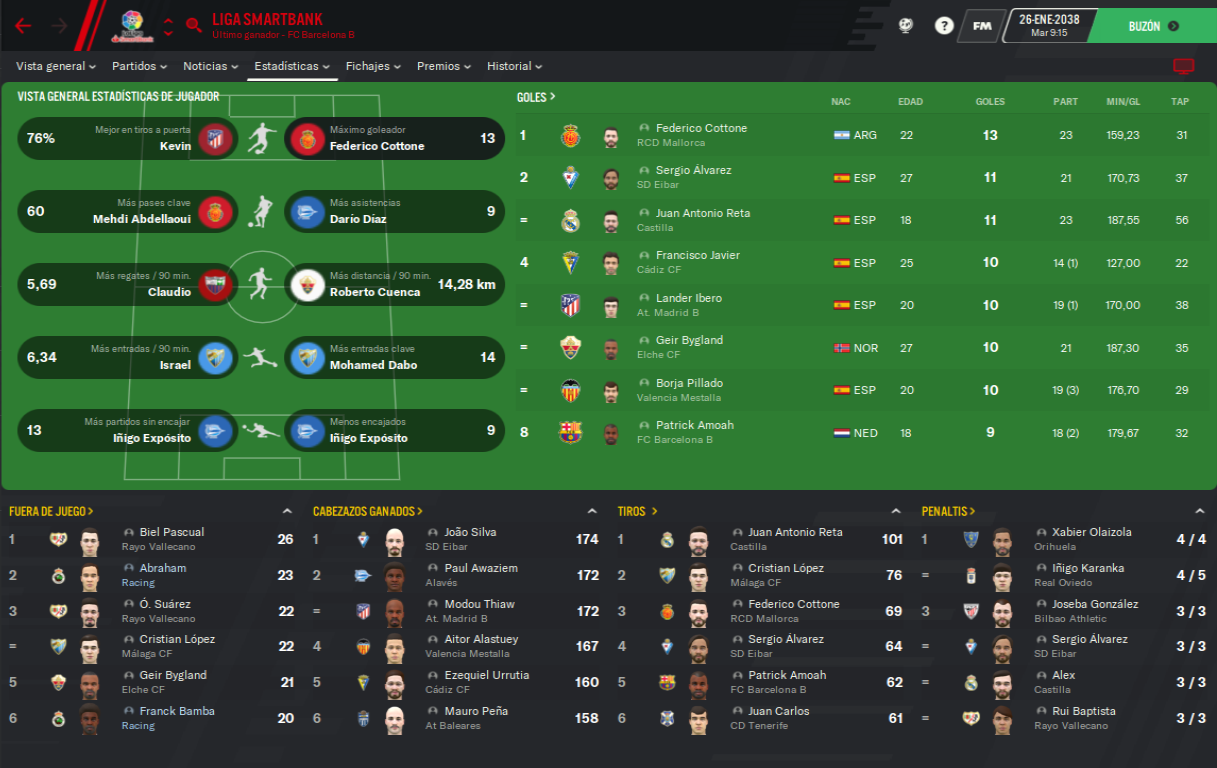 LIGA SMARTBANK
Último ganador - FC Barcelona B
?
FM
26-ENE-2038
Mar 9:15
BUZÓN
Vista general Partidos Noticias Estadísticas Fichajes Premios Historial
VISTA GENERAL ESTADÍSTICAS DE JUGADOR
76% Mejor en tiros a puerta Kevin
Máximo goleador Federico Cottone 13
60 Más pases clave Mehdi Abdellaoui
Más asistencias Darío Díaz 9
5,69 Más regates / 90 min. Claudio
Más distancia / 90 min. Roberto Cuenca 14,28 km
6,34 Más entradas / 90 min. Israel
Más entradas clave Mohamed Dabo 14
13 Más partidos sin encajar Iñigo Expósito
Menos encajados Iñigo Expósito 9
GOLES NAC EDAD GOLES PART MIN/GL TAP
1 Federico Cottone ARG 22 13 23 159,23 31
RCD Mallorca
2 Sergio Álvarez ESP 27 11 21 170,73 37
SD Eibar
= Juan Antonio Reta ESP 18 11 23 187,55 56
Castilla
4 Francisco Javier ESP 25 10 14 (1) 127,00 22
Cádiz CF
= Lander Ibero ESP 20 10 19 (1) 170,00 38
At. Madrid B
= Geir Bygland NOR 27 10 21 187,30 35
Elche CF
= Borja Pillado ESP 20 10 19 (3) 176,70 29
Valencia Mestalla
8 Patrick Amoah NED 18 9 18 (2) 179,67 32
FC Barcelona B
FUERA DE JUEGO
1 Biel Pascual 26
Rayo Vallecano
2 Abraham 23
Racing
3 Ó. Suárez 22
Rayo Vallecano
= Cristian López 22
Málaga CF
5 Geir Bygland 21
Elche CF
6 Franck Bamba 20
Racing
CABEZAZOS GANADOS
1 João Silva 174
SD Eibar
2 Paul Awaziem 172
Alavés
= Modou Thiaw 172
At. Madrid B
4 Aitor Alastuey 167
Valencia Mestalla
5 Ezequiel Urrutia 160
Cádiz CF
6 Mauro Peña 158
At Baleares
TIROS
1 Juan Antonio Reta 101
Castilla
2 Cristian López 76
Málaga CF
3 Federico Cottone 69
RCD Mallorca
4 Sergio Álvarez 64
SD Eibar
5 Patrick Amoah 62
FC Barcelona B
6 Juan Carlos 61
CD Tenerife
PENALTIS
1 Xabier Olaizola 4 / 4
Orihuela
= Iñigo Karanka 4 / 5
Real Oviedo
3 Joseba González 3 / 3
Bilbao Athletic
= Sergio Álvarez 3 / 3
SD Eibar
= Alex 3 / 3
Castilla
= Rui Baptista 3 / 3
Rayo Vallecano